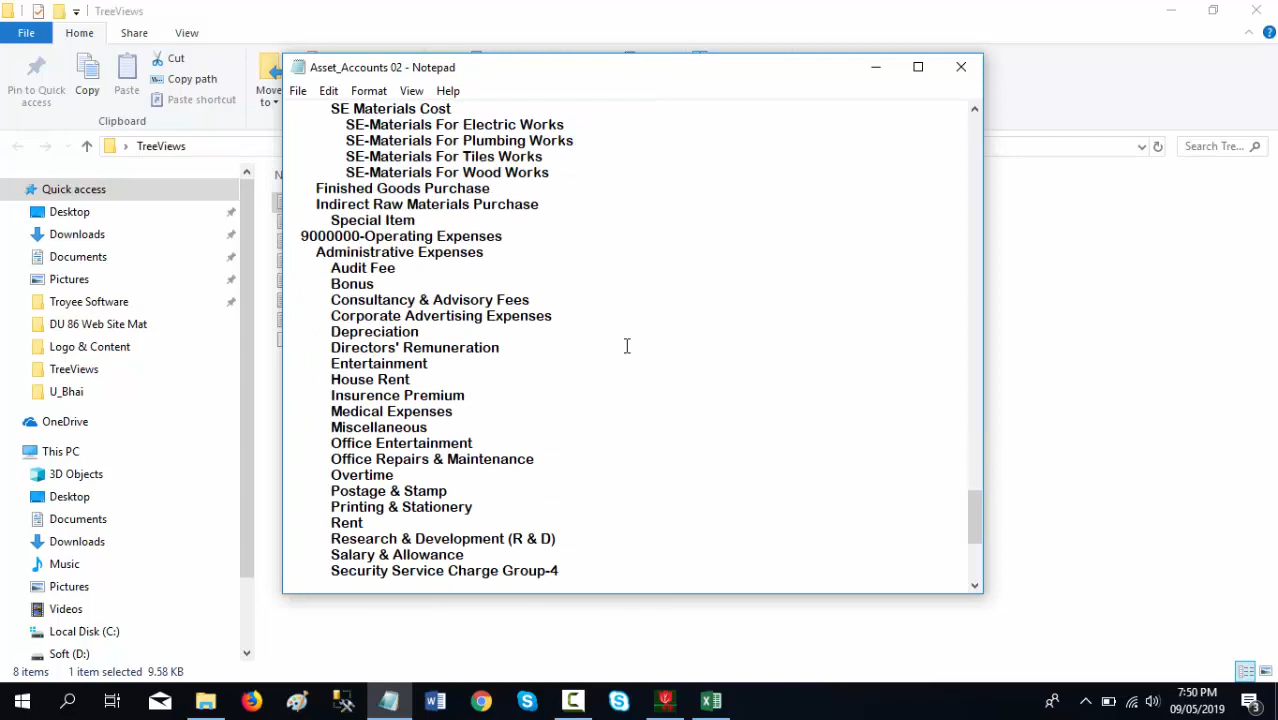 TreeViews
File
Home
Share
View
Pin to Quick access
Copy
Paste
Cut
Copy path
Paste shortcut
Move to
Clipboard
TreeViews
Search Tre...
Quick access
Desktop
Downloads
Documents
Pictures
Troyee Software
DU 86 Web Site Mat
Logo & Content
TreeViews
U_Bhai
OneDrive
This PC
3D Objects
Desktop
Documents
Downloads
Music
Pictures
Videos
Local Disk (C:)
Soft (D:)
8 items
1 item selected 9.58 KB
Asset_Accounts 02 - Notepad
File Edit Format View Help
SE Materials Cost
SE-Materials For Electric Works
SE-Materials For Plumbing Works
SE-Materials For Tiles Works
SE-Materials For Wood Works
Finished Goods Purchase
Indirect Raw Materials Purchase
Special Item
9000000-Operating Expenses
Administrative Expenses
Audit Fee
Bonus
Consultancy & Advisory Fees
Corporate Advertising Expenses
Depreciation
Directors' Remuneration
Entertainment
House Rent
Insurence Premium
Medical Expenses
Miscellaneous
Office Entertainment
Office Repairs & Maintenance
Overtime
Postage & Stamp
Printing & Stationery
Rent
Research & Development (R & D)
Salary & Allowance
Security Service Charge Group-4
7:50 PM
09/05/2019
3